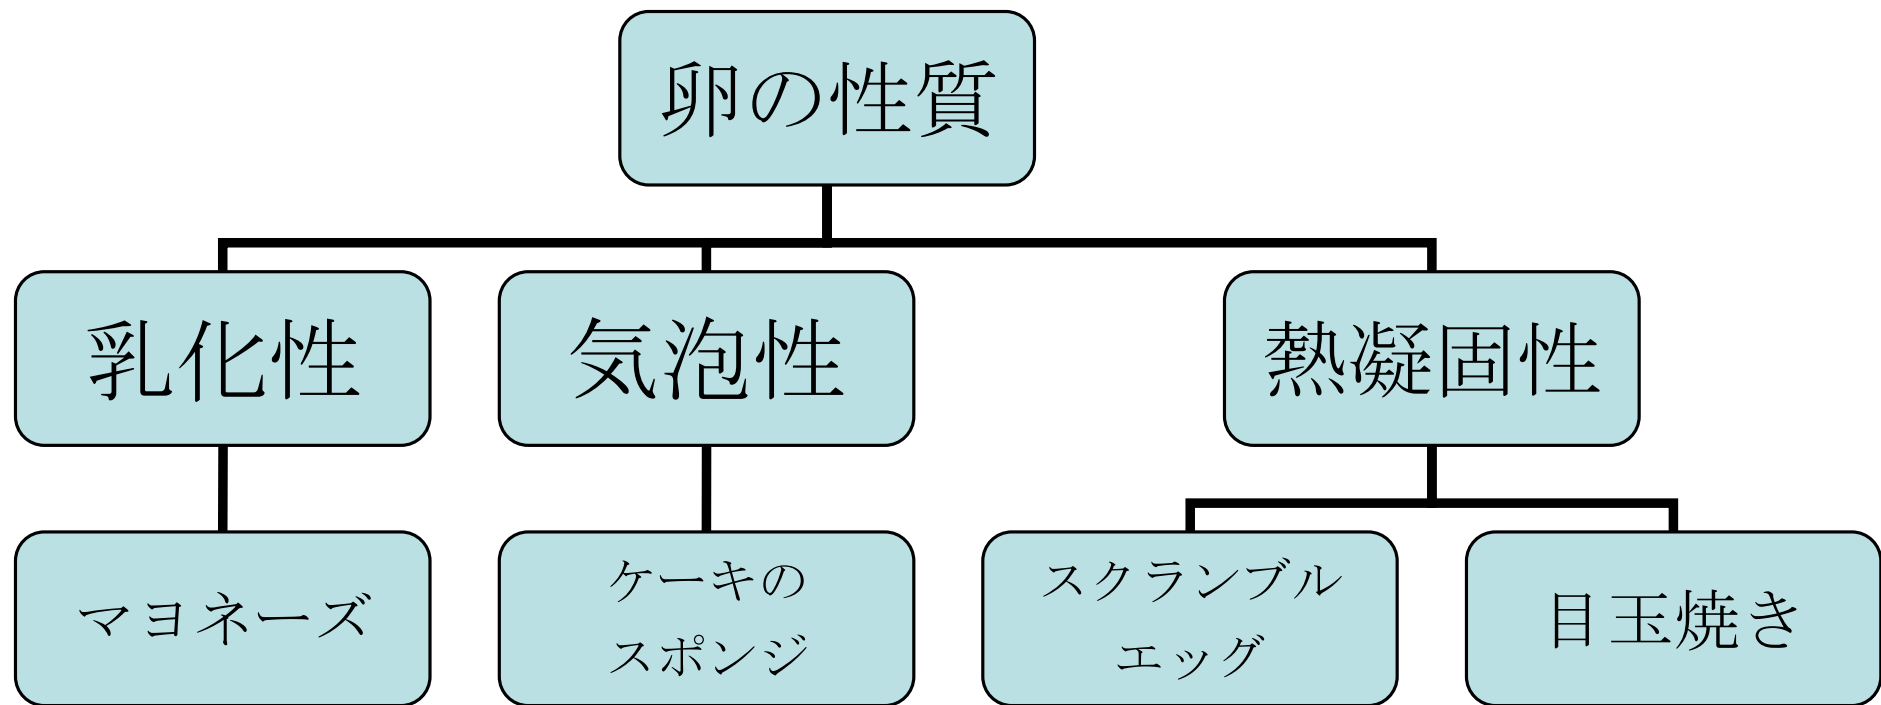 卵の性質
乳化性
気泡性
熱凝固性
マヨネーズ
ケーキの
スポンジ
スクランブル
エッグ
目玉焼き